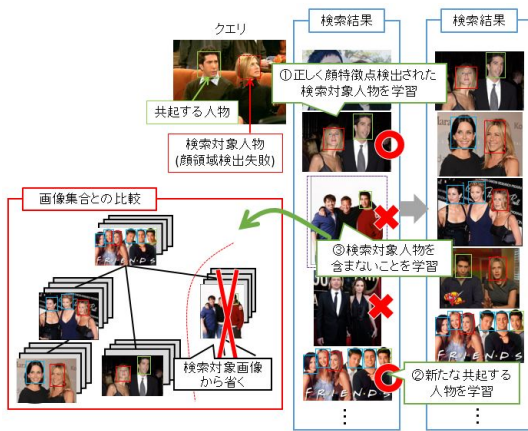 検索結果
検索結果
クエリ
①正しく顔特徴点検出された
検索対象人物を学習
共起する人物
検索対象人物
(顔領域検出失敗)
画像集合との比較
FRIENDS
③検索対象人物を
含まないことを学習
検索対象画像
から省く
FRIENDS
FRIENDS
②新たな共起する
人物を学習
⋮
⋮